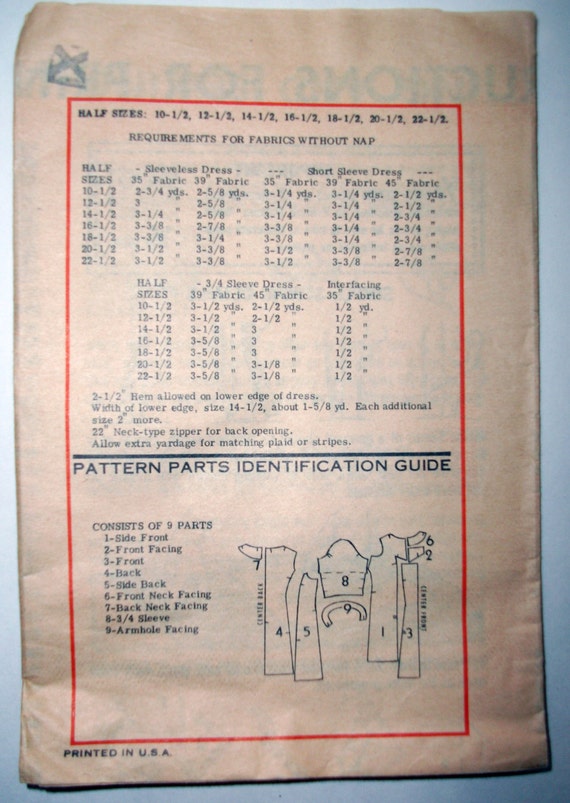 HALF SIZES: 10-1/2, 12-1/2, 14-1/2, 16-1/2, 18-1/2, 20-1/2, 22-1/2.
REQUIREMENTS FOR FABRICS WITHOUT NAP
HALF - Sleeveless Dress - --- Short Sleeve Dress ---
SIZES 35" Fabric 39" Fabric 35" Fabric 39" Fabric 45" Fabric
10-1/2 2-3/4 yds. 2-5/8 yds. 3-1/4 yds. 3-1/4 yds. 2-1/2 yds.
12-1/2 3 " 2-5/8 " 3-1/4 " 3-1/4 " 2-1/2 "
14-1/2 3-1/4 " 2-5/8 " 3-1/4 " 3-1/4 " 2-3/4 "
16-1/2 3-3/8 " 2-7/8 " 3-3/8 " 3-1/4 " 2-3/4 "
18-1/2 3-3/8 " 3-1/4 " 3-3/8 " 3-1/4 " 2-3/4 "
20-1/2 3-1/2 " 3-3/8 " 3-1/2 " 3-3/8 " 2-7/8 "
22-1/2 3-1/2 " 3-3/8 " 3-1/2 " 3-3/8 " 2-7/8 "
HALF - 3/4 Sleeve Dress - Interfacing
SIZES 39" Fabric 45" Fabric 35" Fabric
10-1/2 3-1/2 yds. 2-1/2 yds. 1/2 yd.
12-1/2 3-1/2 " 2-1/2 " 1/2 "
14-1/2 3-1/2 " 3 " 1/2 "
16-1/2 3-5/8 " 3 " 1/2 "
18-1/2 3-5/8 " 3 " 1/2 "
20-1/2 3-5/8 " 3-1/8 " 1/2 "
22-1/2 3-5/8 " 3-1/8 " 1/2 "
2-1/2" Hem allowed on lower edge of dress.
Width of lower edge, size 14-1/2, about 1-5/8 yd. Each additional
size 2" more.
22" Neck-type zipper for back opening.
Allow extra yardage for matching plaid or stripes.
PATTERN PARTS IDENTIFICATION GUIDE
CONSISTS OF 9 PARTS
1-Side Front
2-Front Facing
3-Front
4-Back
5-Side Back
6-Front Neck Facing
7-Back Neck Facing
8-3/4 Sleeve
9-Armhole Facing
7
CENTER BACK
4
5
8
9
1
3
6
2
CENTER FRONT
PRINTED IN U.S.A.